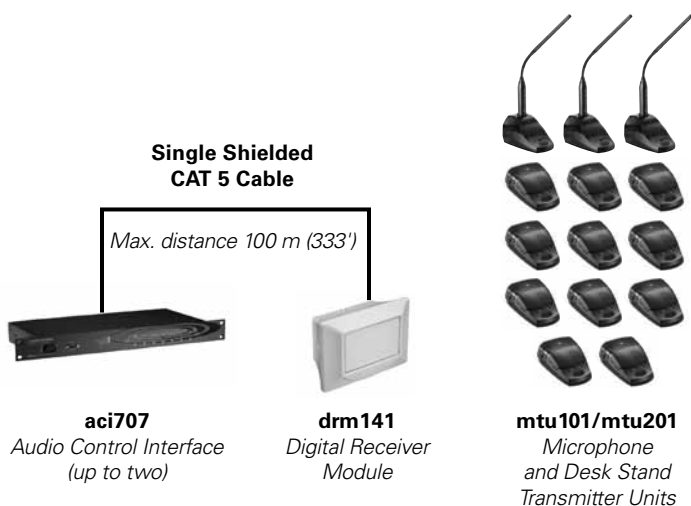 Single Shielded
CAT 5 Cable
Max. distance 100 m (333')
aci707
Audio Control Interface
(up to two)
drm141
Digital Receiver
Module
mtu101/mtu201
Microphone
and Desk Stand
Transmitter Units